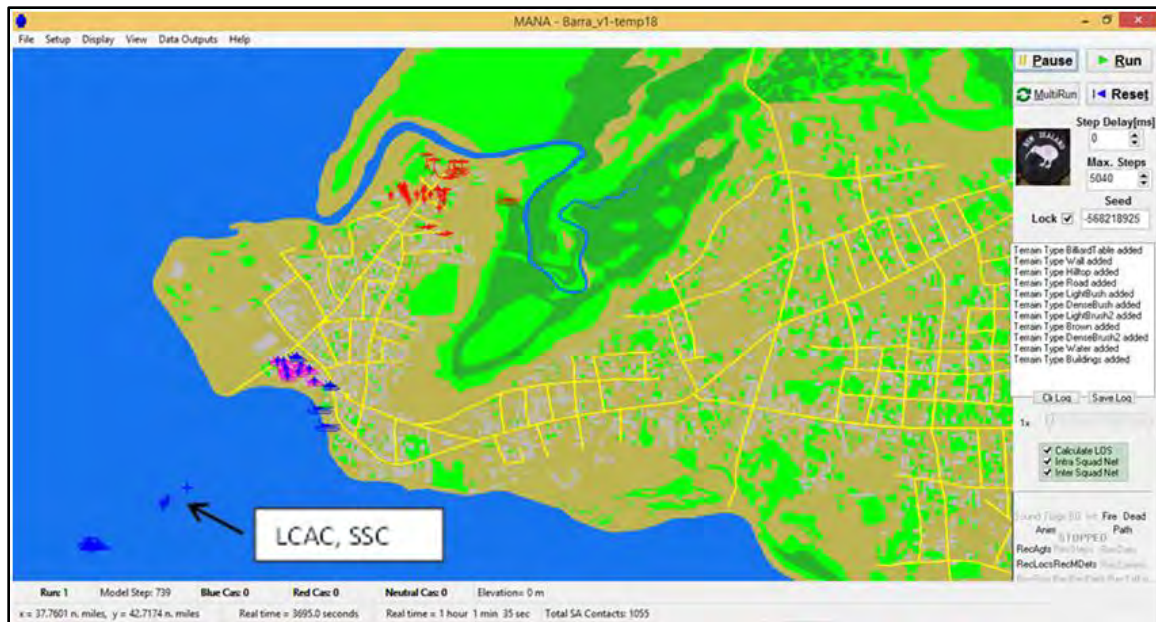 MANA - Barra_v1-temp18
File Setup Display View Data Outputs Help
Pause Run
MultiRun Reset
Step Delay[ms]
0
NEW ZEALAND
Max. Steps
5040
Seed
Lock -568218925
Terrain Type BilliardTable added
Terrain Type Wall added
Terrain Type Hilltop added
Terrain Type Road added
Terrain Type LightBush added
Terrain Type DenseBush added
Terrain Type LightBrush2 added
Terrain Type Brown added
Terrain Type DenseBrush2 added
Terrain Type Water added
Terrain Type Buildings added
Clr Log Save Log
1x
Calculate LOS
Intra Squad Net
Inter Squad Net
Fire Dead
Anim Path
STOPPED
RecAgts
RecLocs RecMDets
LCAC, SSC
Run: 1 Model Step: 739 Blue Cas: 0 Red Cas: 0 Neutral Cas: 0 Elevation= 0 m
x = 37.7601 n. miles, y = 42.7174 n. miles Real time = 3695.0 seconds Real time = 1 hour 1 min 35 sec Total SA Contacts: 1055